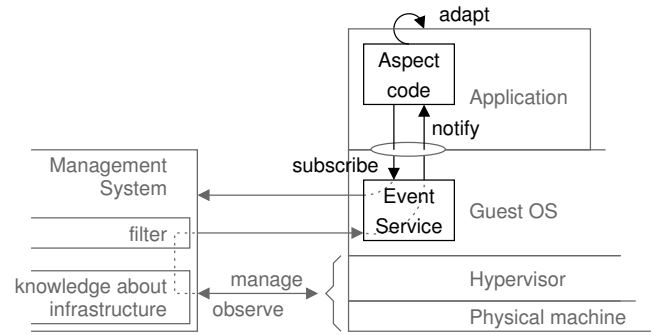 adapt
Aspect
code
Application
notify
subscribe
Management
System
Event
Service
Guest OS
filter
knowledge about
infrastructure
manage
observe
Hypervisor
Physical machine